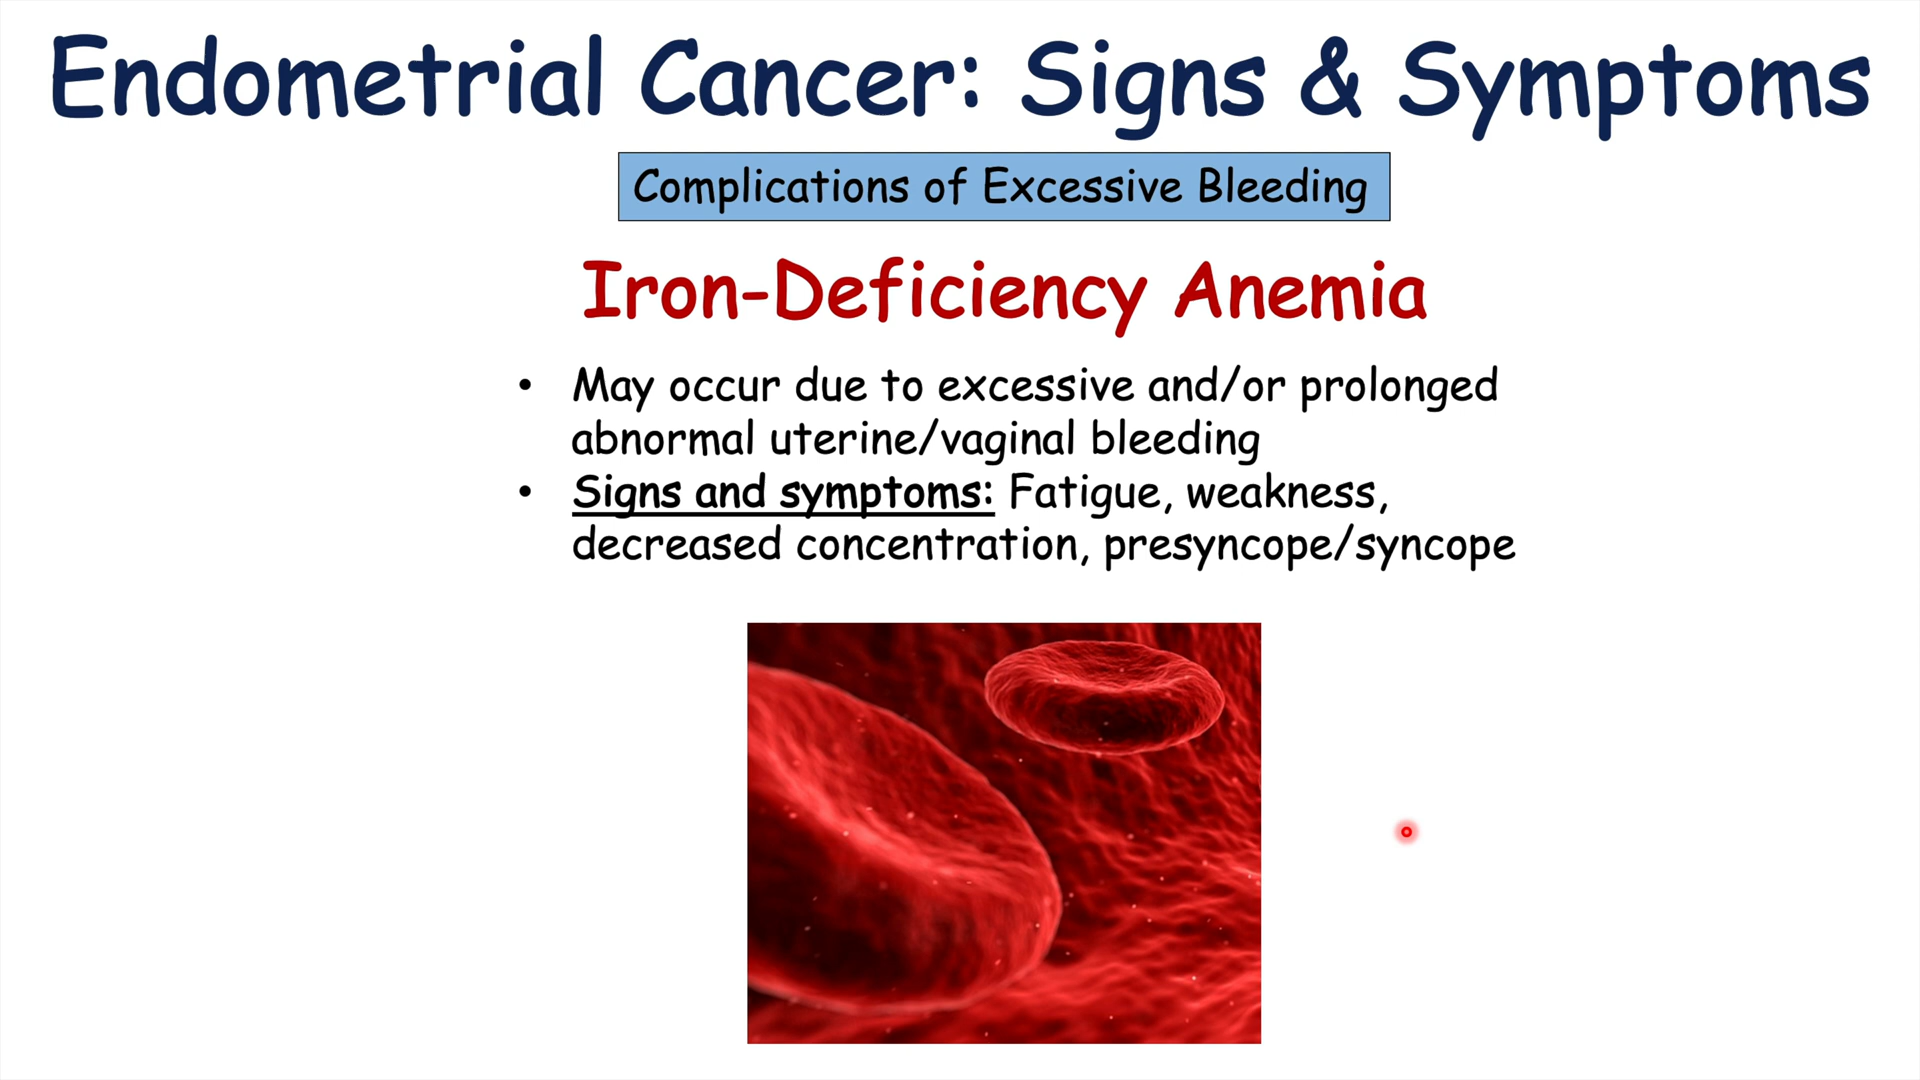 Endometrial Cancer: Signs & Symptoms
Complications of Excessive Bleeding
Iron-Deficiency Anemia
• May occur due to excessive and/or prolonged
abnormal uterine/vaginal bleeding
• Signs and symptoms: Fatigue, weakness,
decreased concentration, presyncope/syncope